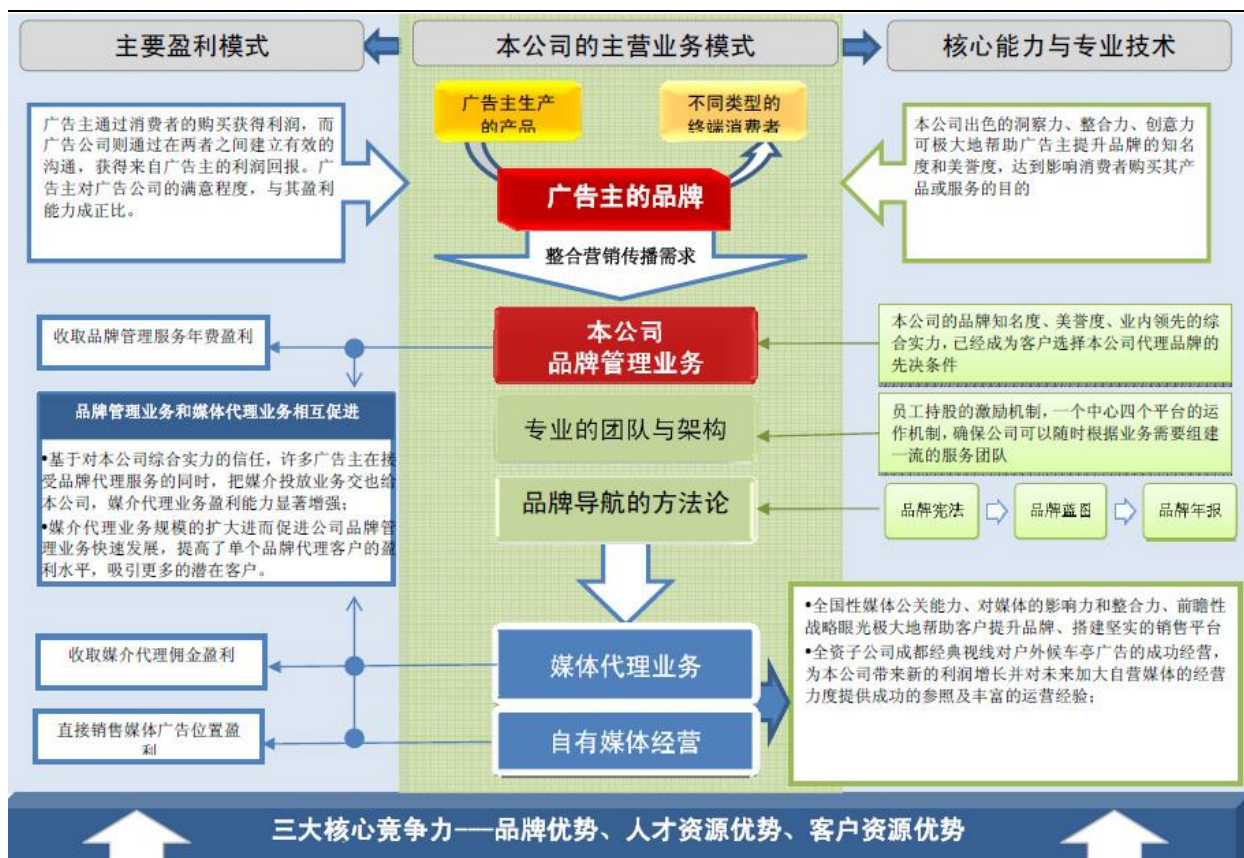 主要盈利模式
本公司的主营业务模式
核心能力与专业技术
广告主通过消费者的购买获得利润，而
广告公司则通过在两者之间建立有效的
沟通，获得来自广告主的利润回报。广
告主对广告公司的满意程度，与其盈利
能力成正比。
广告主生产
的产品
不同类型的
终端消费者
广告主的品牌
整合营销传播需求
本公司出色的洞察力、整合力、创意力
可极大地帮助广告主提升品牌的知名
度和美誉度，达到影响消费者购买其产
品或服务的目的
收取品牌管理服务年费盈利
本公司
品牌管理业务
本公司的品牌知名度、美誉度、业内领先的综
合实力，已经成为客户选择本公司代理品牌的
先决条件
品牌管理业务和媒体代理业务相互促进
•基于对本公司综合实力的信任，许多广告主在接
受品牌代理服务的同时，把媒介投放业务交也给
本公司，媒介代理业务盈利能力显著增强；
•媒介代理业务规模的扩大进而促进公司品牌管
理业务快速发展，提高了单个品牌代理客户的盈
利水平，吸引更多的潜在客户。
专业的团队与架构
员工持股的激励机制，一个中心四个平台的运
作机制，确保公司可以随时根据业务需要组建
一流的服务团队
品牌导航的方法论
品牌宪法
品牌蓝图
品牌年报
收取媒介代理佣金盈利
媒体代理业务
•全国性媒体公关能力、对媒体的影响力和整合力、前瞻性
战略眼光极大地帮助客户提升品牌、搭建坚实的销售平台
•全资子公司成都经典视线对户外候车亭广告的成功经营，
为本公司带来新的利润增长并对未来加大自营媒体的经营
力度提供成功的参照及丰富的运营经验；
直接销售媒体广告位置盈
利
自有媒体经营
三大核心竞争力---品牌优势、人才资源优势、客户资源优势